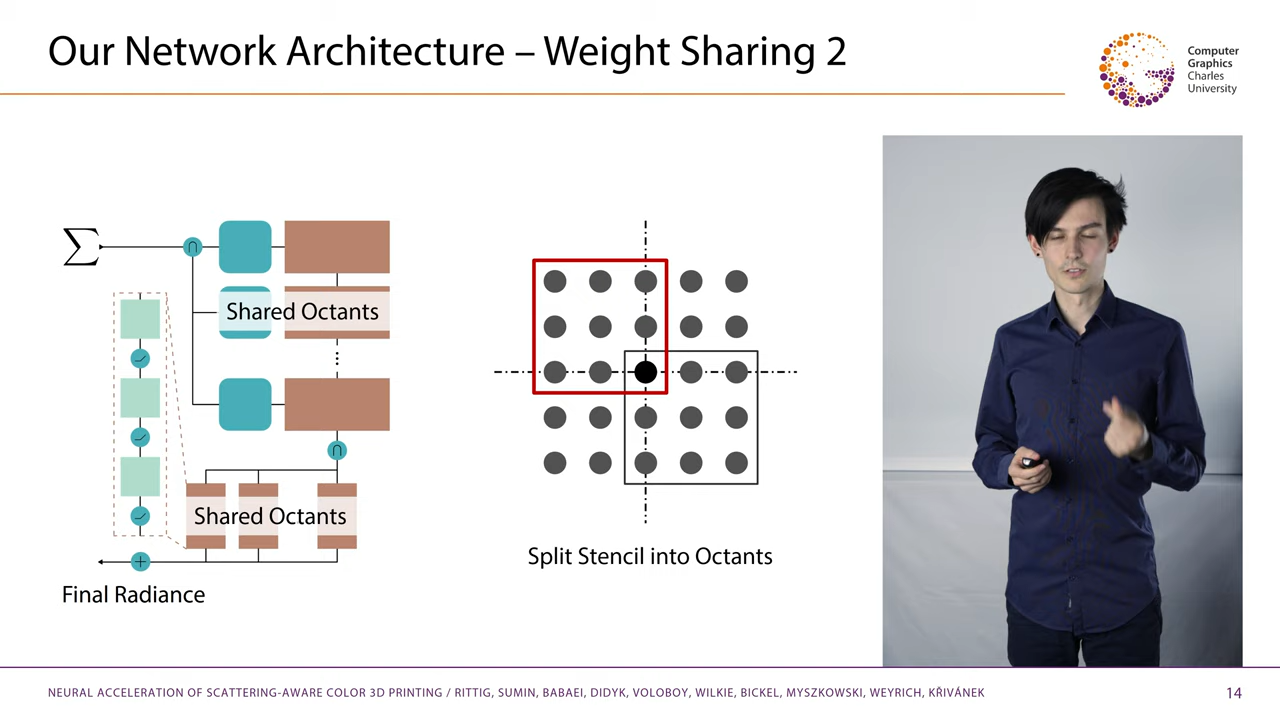 Our Network Architecture – Weight Sharing 2
Computer
Graphics
Charles
University
∑
∩
Shared Octants
∩
Shared Octants
+
Final Radiance
Split Stencil into Octants
NEURAL ACCELERATION OF SCATTERING-AWARE COLOR 3D PRINTING / RITTIG, SUMIN, BABAEI, DIDYK, VOLOBOY, WILKIE, BICKEL, MYSZKOWSKI, WEYRICH, KŘIVÁNEK
14